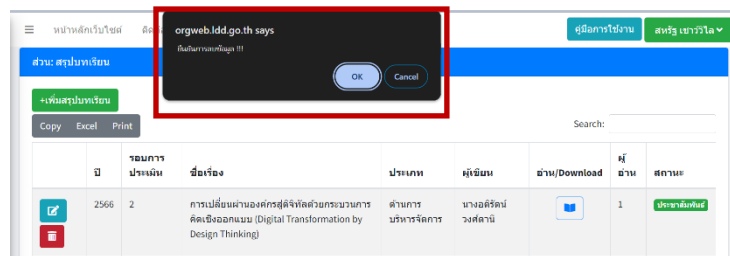 หน้าหลักเว็บไซต์
orgweb.ldd.go.th says
ยืนยันการลบข้อมูล !!!
OK Cancel
คู่มือการใช้งาน
สหรัฐ เชาว์วิไล
ส่วน: สรุปบทเรียน
+เพิ่มสรุปบทเรียน
Copy Excel Print
Search:
ปี รอบการประเมิน ชื่อเรื่อง ประเภท ผู้เขียน อ่าน/Download ผู้อ่าน สถานะ
2566 2 การเปลี่ยนผ่านองค์กรสู่ดิจิทัลด้วยกระบวนการ ด้านการ นางอติรัตน์ 1 ประชาสัมพันธ์
คิดเชิงออกแบบ (Digital Transformation by บริหารจัดการ วงศ์ตานี
Design Thinking)